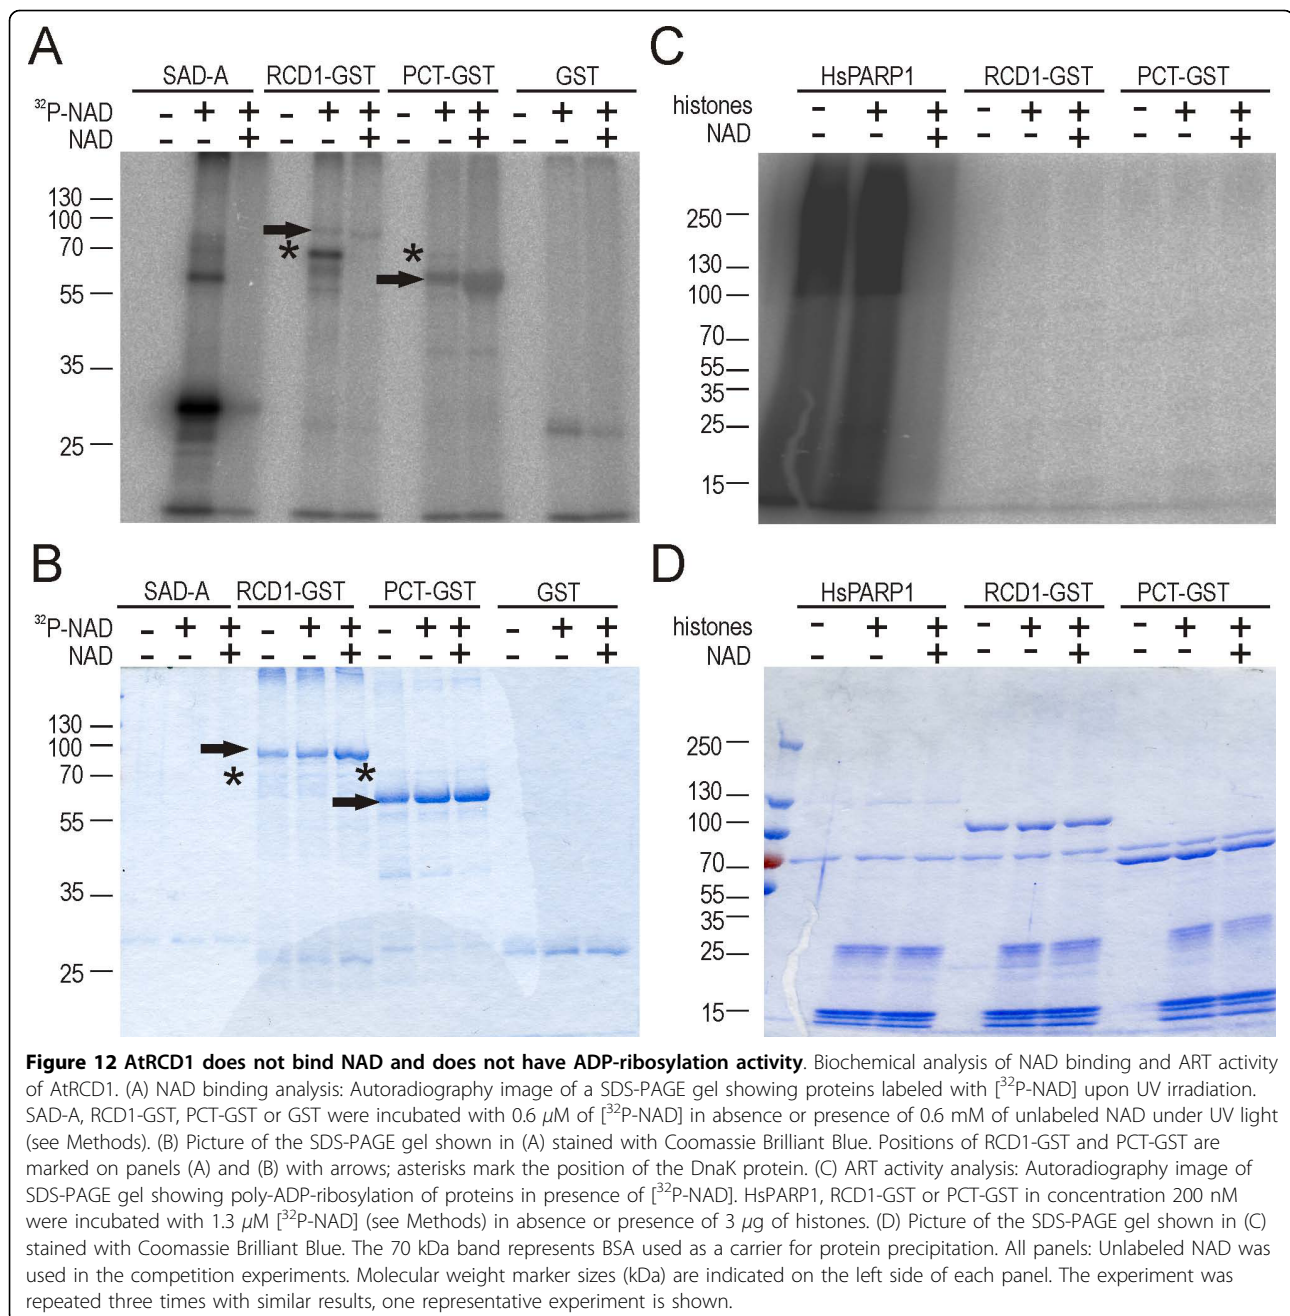 A
SAD-A RCD1-GST PCT-GST GST
³²P-NAD - + + - + + - + + - + +
NAD - - + - - + - - + - - +
130
100
70
*
*
55
35
25
C
HsPARP1 RCD1-GST PCT-GST
histones - + + - + + - + +
NAD - - + - - + - - +
250
130
100
70
55
35
25
15
B
SAD-A RCD1-GST PCT-GST GST
³²P-NAD - + + - + + - + + - + +
NAD - - + - - + - - + - - +
130
100
70
*
*
55
35
25
D
HsPARP1 RCD1-GST PCT-GST
histones - + + - + + - + +
NAD - - + - - + - - +
250
130
100
70
55
35
25
15
Figure 12 AtRCD1 does not bind NAD and does not have ADP-ribosylation activity. Biochemical analysis of NAD binding and ART activity
of AtRCD1. (A) NAD binding analysis: Autoradiography image of a SDS-PAGE gel showing proteins labeled with [³²P-NAD] upon UV irradiation.
SAD-A, RCD1-GST, PCT-GST or GST were incubated with 0.6 μM of [³²P-NAD] in absence or presence of 0.6 mM of unlabeled NAD under UV light
(see Methods). (B) Picture of the SDS-PAGE gel shown in (A) stained with Coomassie Brilliant Blue. Positions of RCD1-GST and PCT-GST are
marked on panels (A) and (B) with arrows; asterisks mark the position of the DnaK protein. (C) ART activity analysis: Autoradiography image of
SDS-PAGE gel showing poly-ADP-ribosylation of proteins in presence of [³²P-NAD]. HsPARP1, RCD1-GST or PCT-GST in concentration 200 nM
were incubated with 1.3 μM [³²P-NAD] (see Methods) in absence or presence of 3 μg of histones. (D) Picture of the SDS-PAGE gel shown in (C)
stained with Coomassie Brilliant Blue. The 70 kDa band represents BSA used as a carrier for protein precipitation. All panels: Unlabeled NAD was
used in the competition experiments. Molecular weight marker sizes (kDa) are indicated on the left side of each panel. The experiment was
repeated three times with similar results, one representative experiment is shown.